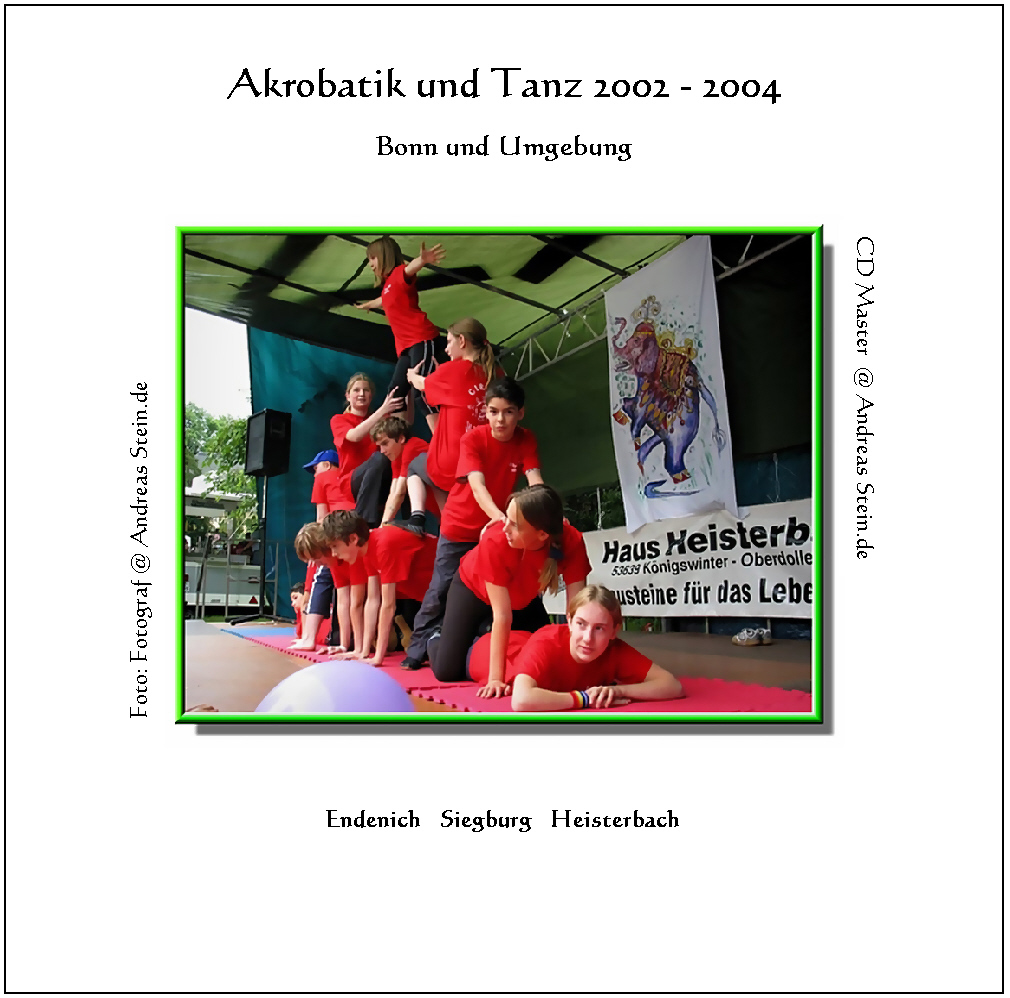 Akrobatik und Tanz 2002 - 2004
Bonn und Umgebung
Foto: Fotograf @ Andreas Stein.de
CD Master @ Andreas Stein.de
Haus Heisterb
53639 Königswinter - Oberdolle
usteine für das Lebe
Endenich Siegburg Heisterbach